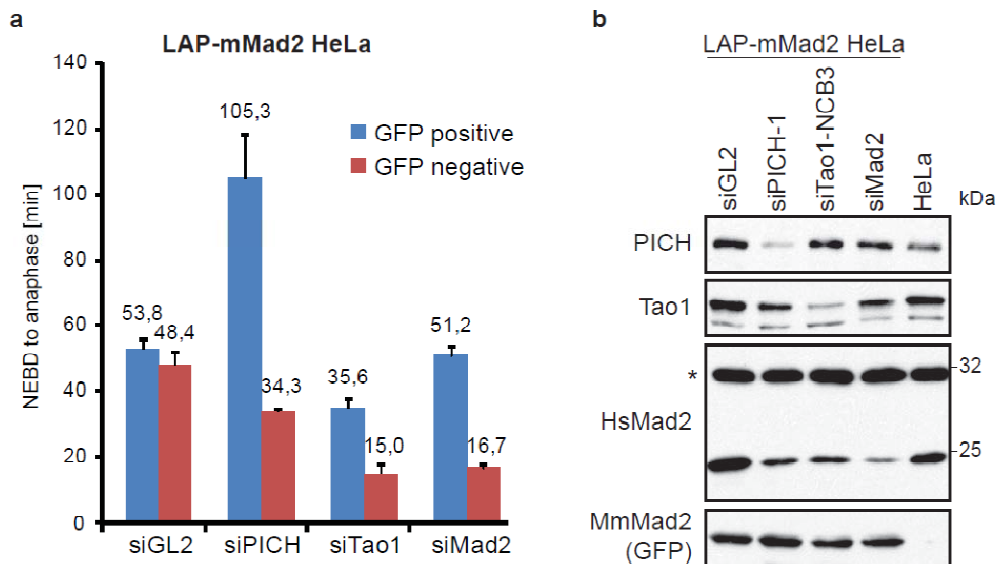 a
LAP-mMad2 HeLa
NEBD to anaphase [min]
140
120
100
80
60
40
20
0
GFP positive
GFP negative
53,8
48,4
105,3
34,3
35,6
15,0
51,2
16,7
siGL2
siPICH
siTao1
siMad2
b
LAP-mMad2 HeLa
siGL2
siPICH-1
siTao1-NCB3
siMad2
HeLa
kDa
PICH
Tao1
*
HsMad2
-32
-25
MmMad2
(GFP)